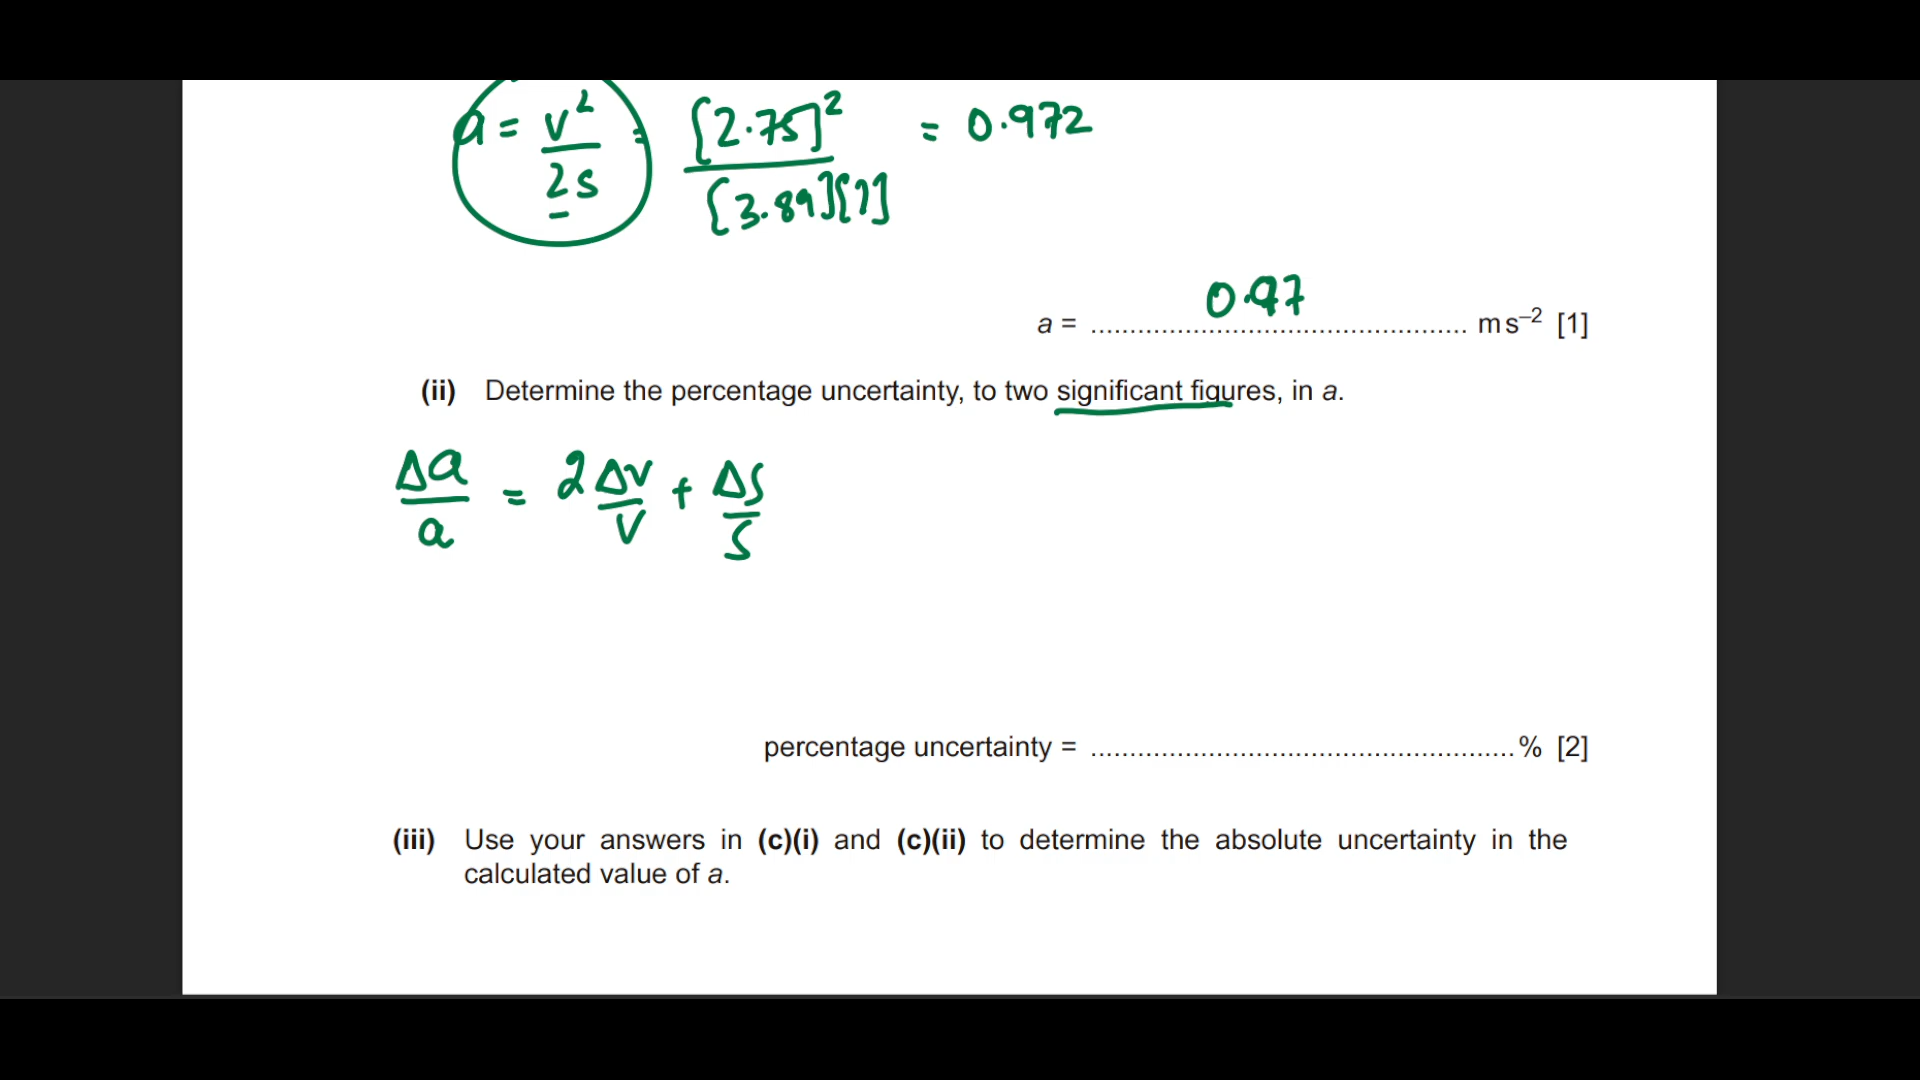 a = v² / 2s = [2.75]² / [3.89][2] = 0.972
a = 0.97 ms⁻² [1]
(ii) Determine the percentage uncertainty, to two significant figures, in a.
Δa / a = 2Δv / v + Δs / s
percentage uncertainty = ...................................................... % [2]
(iii) Use your answers in (c)(i) and (c)(ii) to determine the absolute uncertainty in the
calculated value of a.